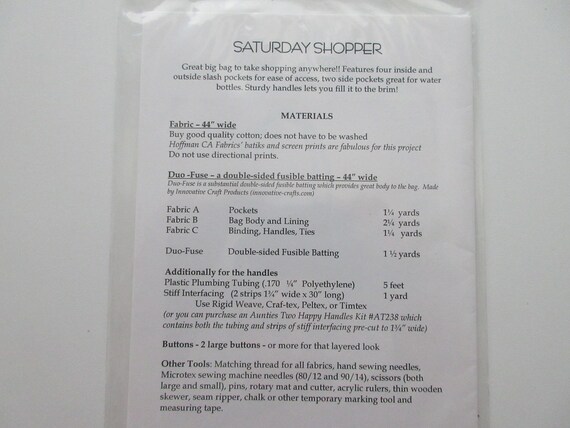 SATURDAY SHOPPER
Great big bag to take shopping anywhere!! Features four inside and
outside slash pockets for ease of access, two side pockets great for water
bottles. Sturdy handles lets you fill it to the brim!
MATERIALS
Fabric – 44" wide
Buy good quality cotton; does not have to be washed
Hoffman CA Fabrics' batiks and screen prints are fabulous for this project
Do not use directional prints.
Duo -Fuse – a double-sided fusible batting – 44" wide
Duo-Fuse is a substantial double-sided fusible batting which provides great body to the bag. Made
by Innovative Craft Products (innovative-crafts.com)
Fabric A Pockets 1¼ yards
Fabric B Bag Body and Lining 2¼ yards
Fabric C Binding, Handles, Ties 1¼ yards
Duo-Fuse Double-sided Fusible Batting 1 ½ yards
Additionally for the handles
Plastic Plumbing Tubing (.170 ¼" Polyethylene) 5 feet
Stiff Interfacing (2 strips 1¾" wide x 30" long) 1 yard
Use Rigid Weave, Craf-tex, Peltex, or Timtex
(or you can purchase an Aunties Two Happy Handles Kit #AT238 which
contains both the tubing and strips of stiff interfacing pre-cut to 1¾" wide)
Buttons - 2 large buttons - or more for that layered look
Other Tools: Matching thread for all fabrics, hand sewing needles,
Microtex sewing machine needles (80/12 and 90/14), scissors (both
large and small), pins, rotary mat and cutter, acrylic rulers, thin wooden
skewer, seam ripper, chalk or other temporary marking tool and
measuring tape.